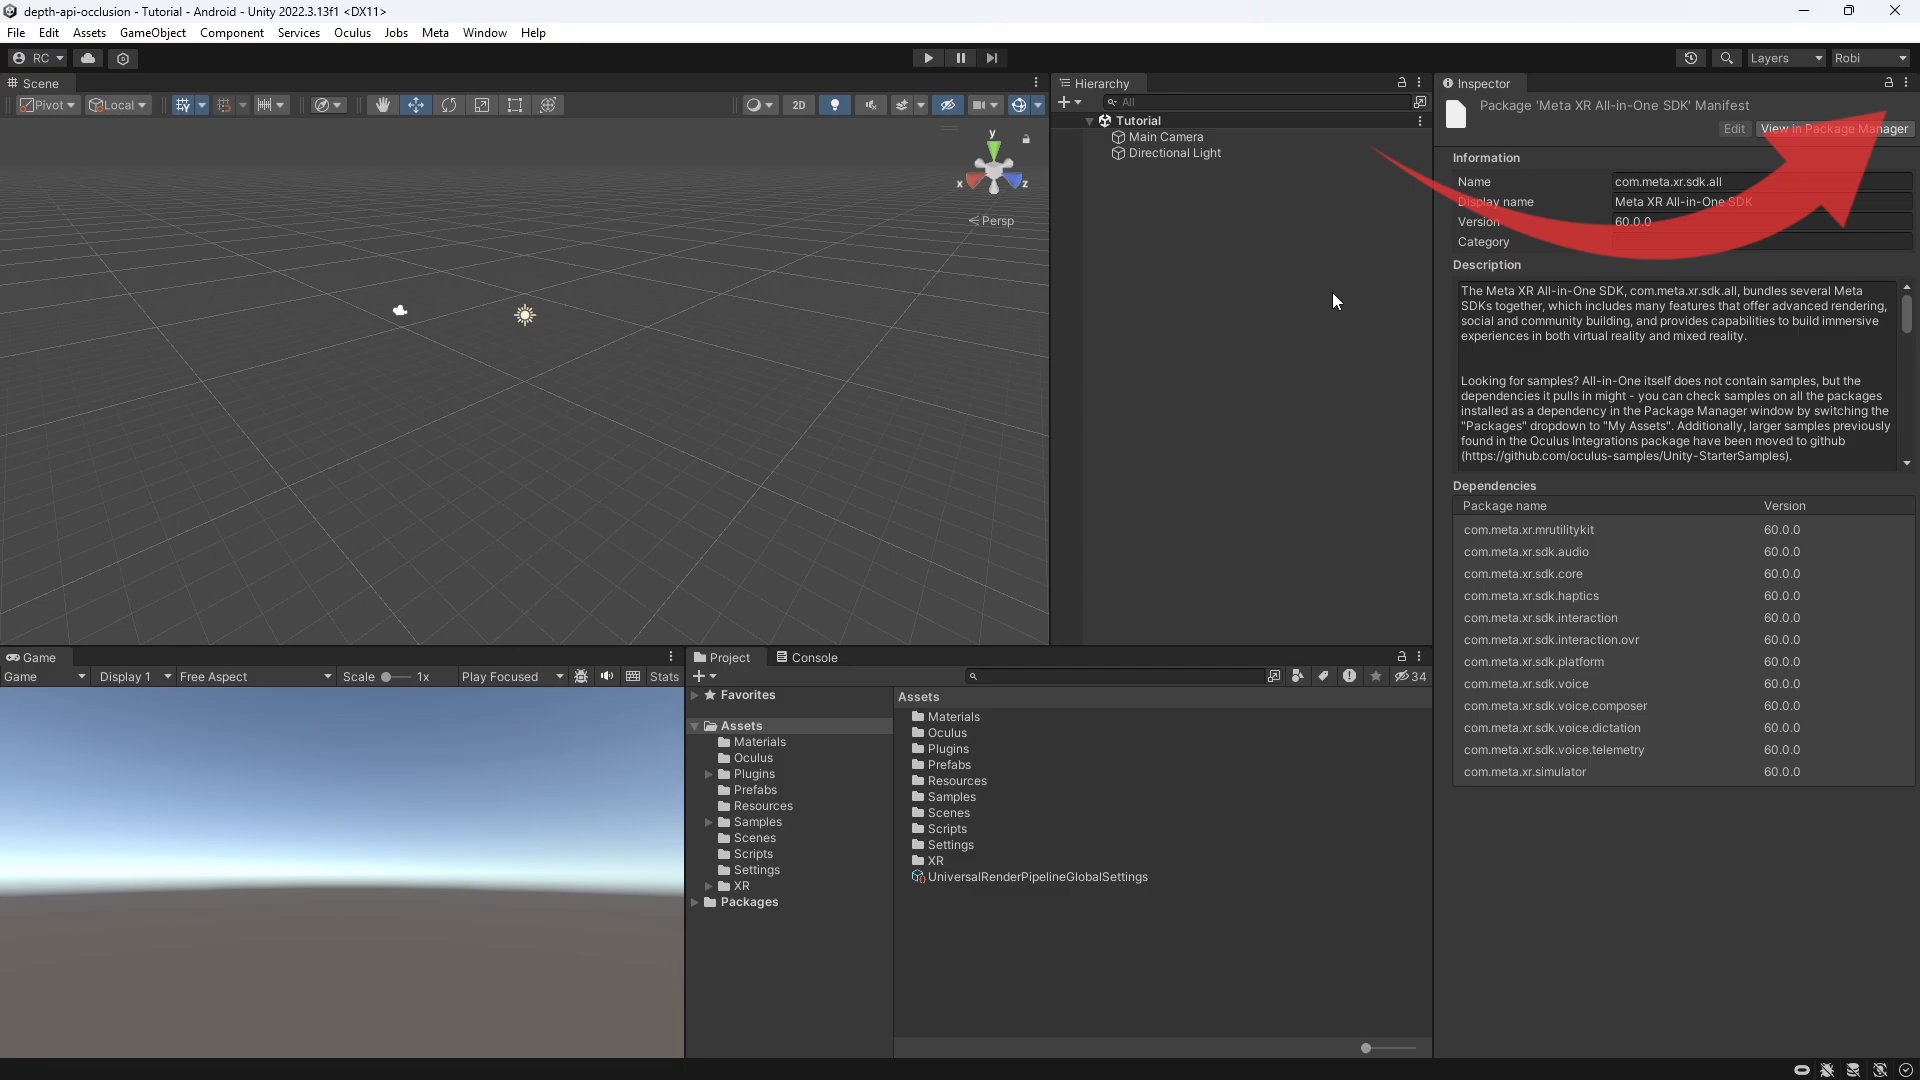 depth-api-occlusion - Tutorial - Android - Unity 2022.3.13f1 <DX11>
File Edit Assets GameObject Component Services Oculus Jobs Meta Window Help
RC Layers Robi
Scene
Pivot Local 2D
y
x z
Persp
Hierarchy
All
Tutorial
Main Camera
Directional Light
Inspector
Package 'Meta XR All-in-One SDK' Manifest
Edit View in Package Manager
Information
Name com.meta.xr.sdk.all
Display name Meta XR All-in-One SDK
Version 60.0.0
Category
Description
The Meta XR All-in-One SDK, com.meta.xr.sdk.all, bundles several Meta
SDKs together, which includes many features that offer advanced rendering,
social and community building, and provides capabilities to build immersive
experiences in both virtual reality and mixed reality.
Looking for samples? All-in-One itself does not contain samples, but the
dependencies it pulls in might - you can check samples on all the packages
installed as a dependency in the Package Manager window by switching the
"Packages" dropdown to "My Assets". Additionally, larger samples previously
found in the Oculus Integrations package have been moved to github
(https://github.com/oculus-samples/Unity-StarterSamples).
Dependencies
Package name Version
com.meta.xr.mrutilitykit 60.0.0
com.meta.xr.sdk.audio 60.0.0
com.meta.xr.sdk.core 60.0.0
com.meta.xr.sdk.haptics 60.0.0
com.meta.xr.sdk.interaction 60.0.0
com.meta.xr.sdk.interaction.ovr 60.0.0
com.meta.xr.sdk.platform 60.0.0
com.meta.xr.sdk.voice 60.0.0
com.meta.xr.sdk.voice.composer 60.0.0
com.meta.xr.sdk.voice.dictation 60.0.0
com.meta.xr.sdk.voice.telemetry 60.0.0
com.meta.xr.simulator 60.0.0
Game
Game Display 1 Free Aspect Scale 1x Play Focused Stats
Project Console
34
Favorites
Assets
Materials
Oculus
Plugins
Prefabs
Resources
Samples
Scenes
Scripts
Settings
XR
Packages
Assets
Materials
Oculus
Plugins
Prefabs
Resources
Samples
Scenes
Scripts
Settings
XR
UniversalRenderPipelineGlobalSettings